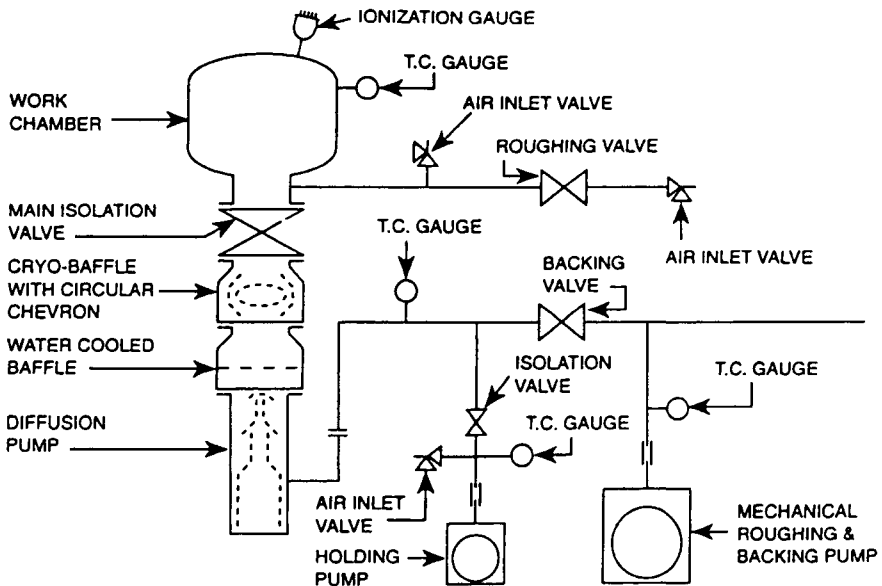 IONIZATION GAUGE
T.C. GAUGE
WORK
CHAMBER
AIR INLET VALVE
ROUGHING VALVE
MAIN ISOLATION
VALVE
T.C. GAUGE
AIR INLET VALVE
CRYO-BAFFLE
WITH CIRCULAR
CHEVRON
BACKING
VALVE
WATER COOLED
BAFFLE
ISOLATION
VALVE
T.C. GAUGE
DIFFUSION
PUMP
T.C. GAUGE
AIR INLET
VALVE
HOLDING
PUMP
MECHANICAL
ROUGHING &
BACKING PUMP